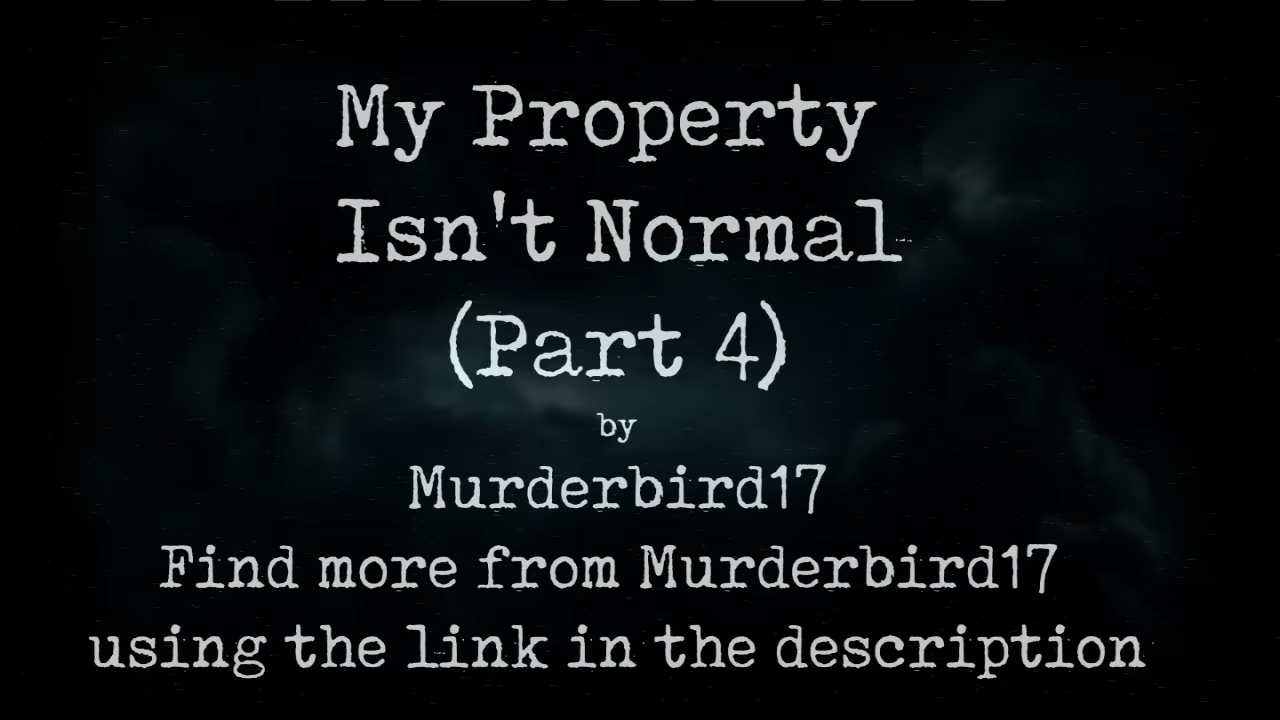 My Property
Isn't Normal
(Part 4)
by
Murderbird17
Find more from Murderbird17
using the link in the description